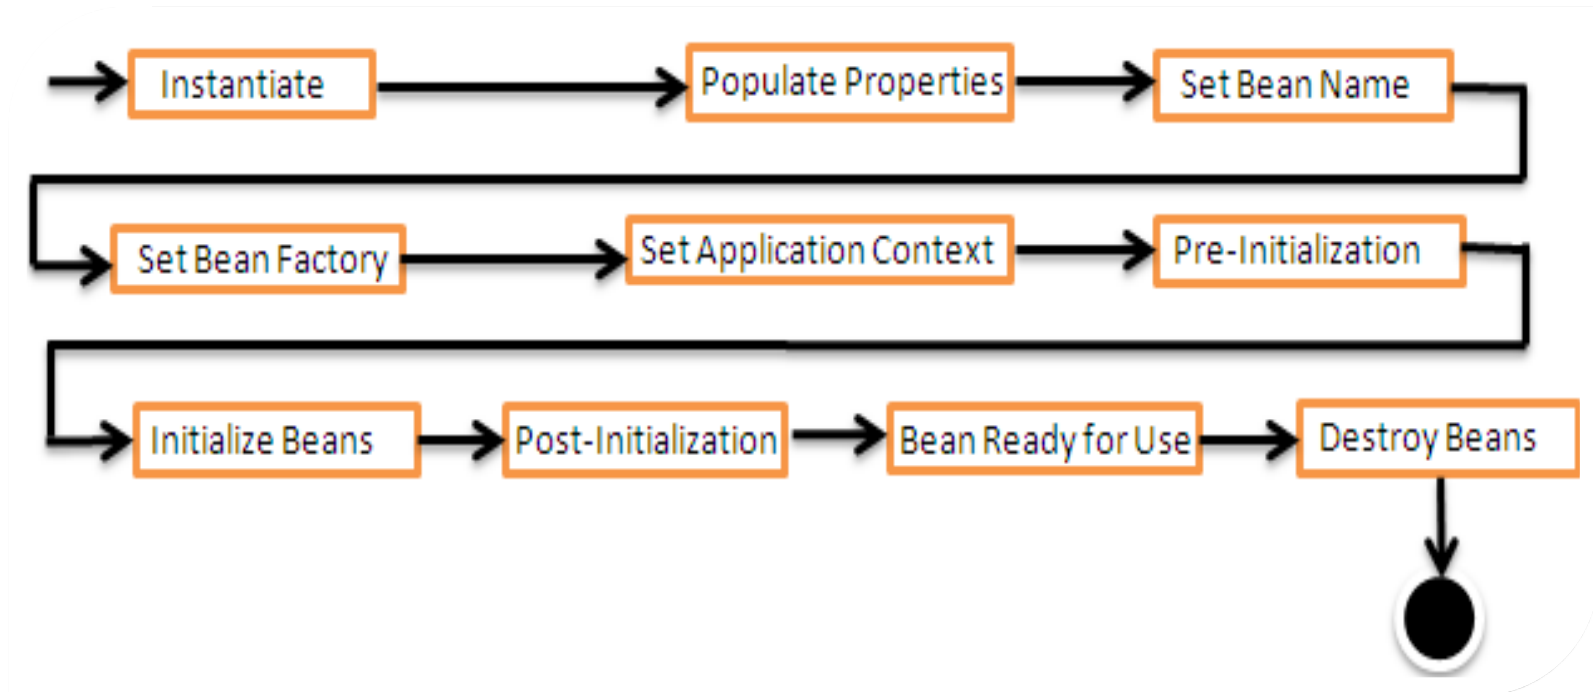 Instantiate
Populate Properties
Set Bean Name
Set Bean Factory
Set Application Context
Pre-Initialization
Initialize Beans
Post-Initialization
Bean Ready for Use
Destroy Beans